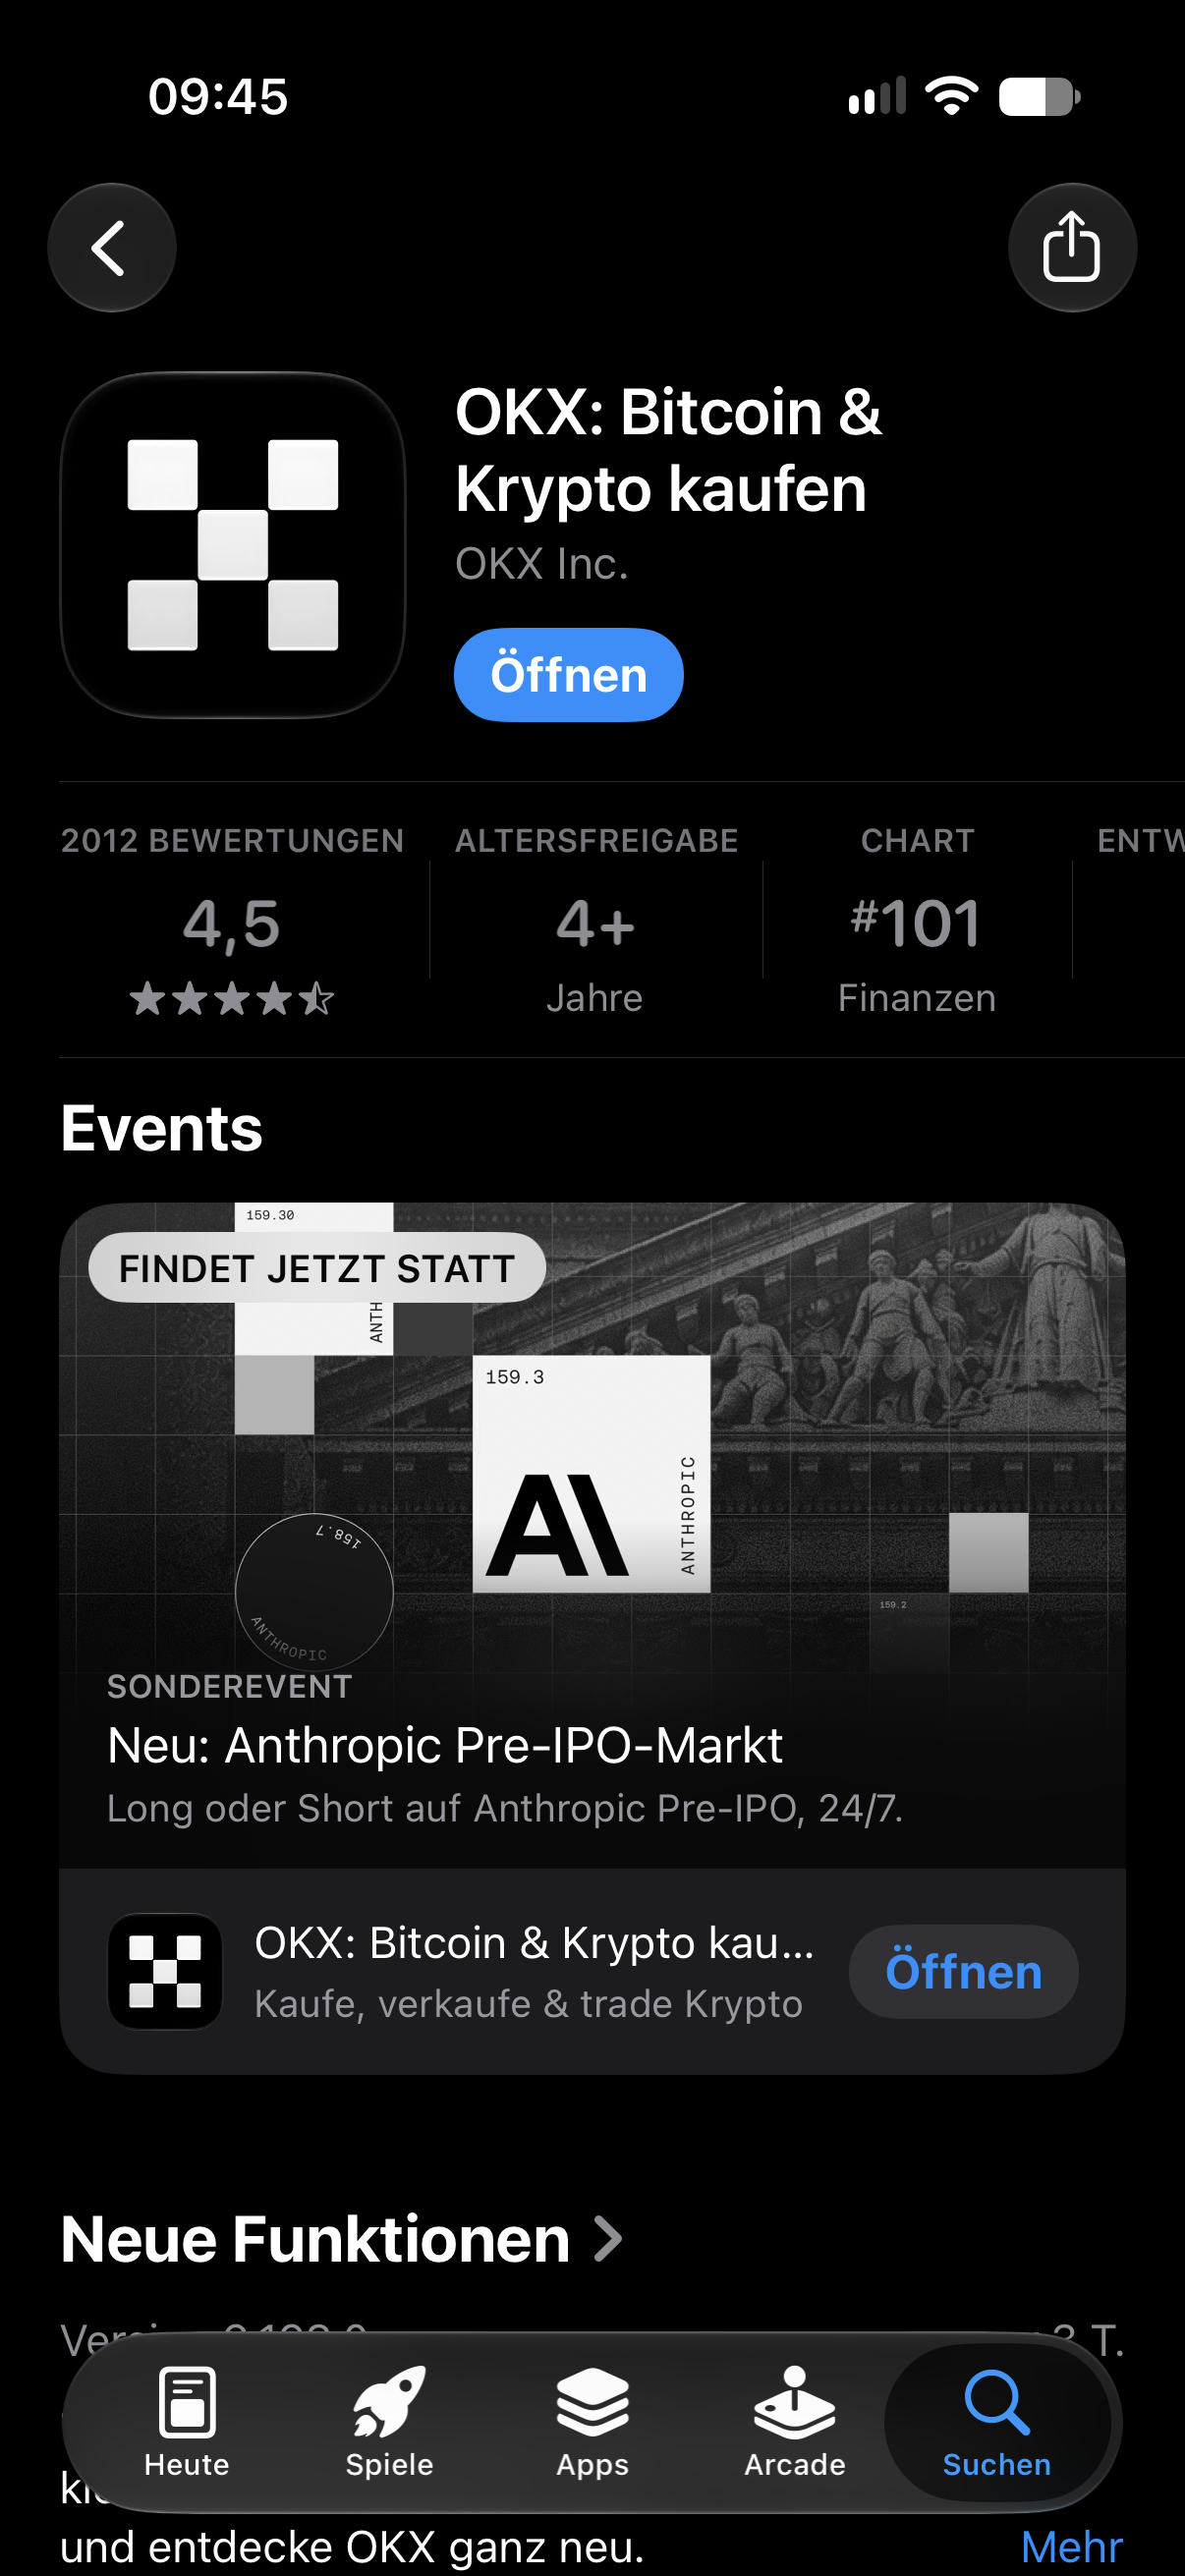 09:45
OKX: Bitcoin &
Krypto kaufen
OKX Inc.
Öffnen
2012 BEWERTUNGEN
4,5
ALTERSFREIGABE
4+
Jahre
CHART
#101
Finanzen
ENTW
Events
159.30
FINDET JETZT STATT
ANTH
159.3
ANTHROPIC
158.7
ANTHROPIC
159.2
SONDEREVENT
Neu: Anthropic Pre-IPO-Markt
Long oder Short auf Anthropic Pre-IPO, 24/7.
OKX: Bitcoin & Krypto kau...
Kaufe, verkaufe & trade Krypto
Öffnen
Neue Funktionen
T.
Heute
Spiele
Apps
Arcade
Suchen
und entdecke OKX ganz neu.
Mehr